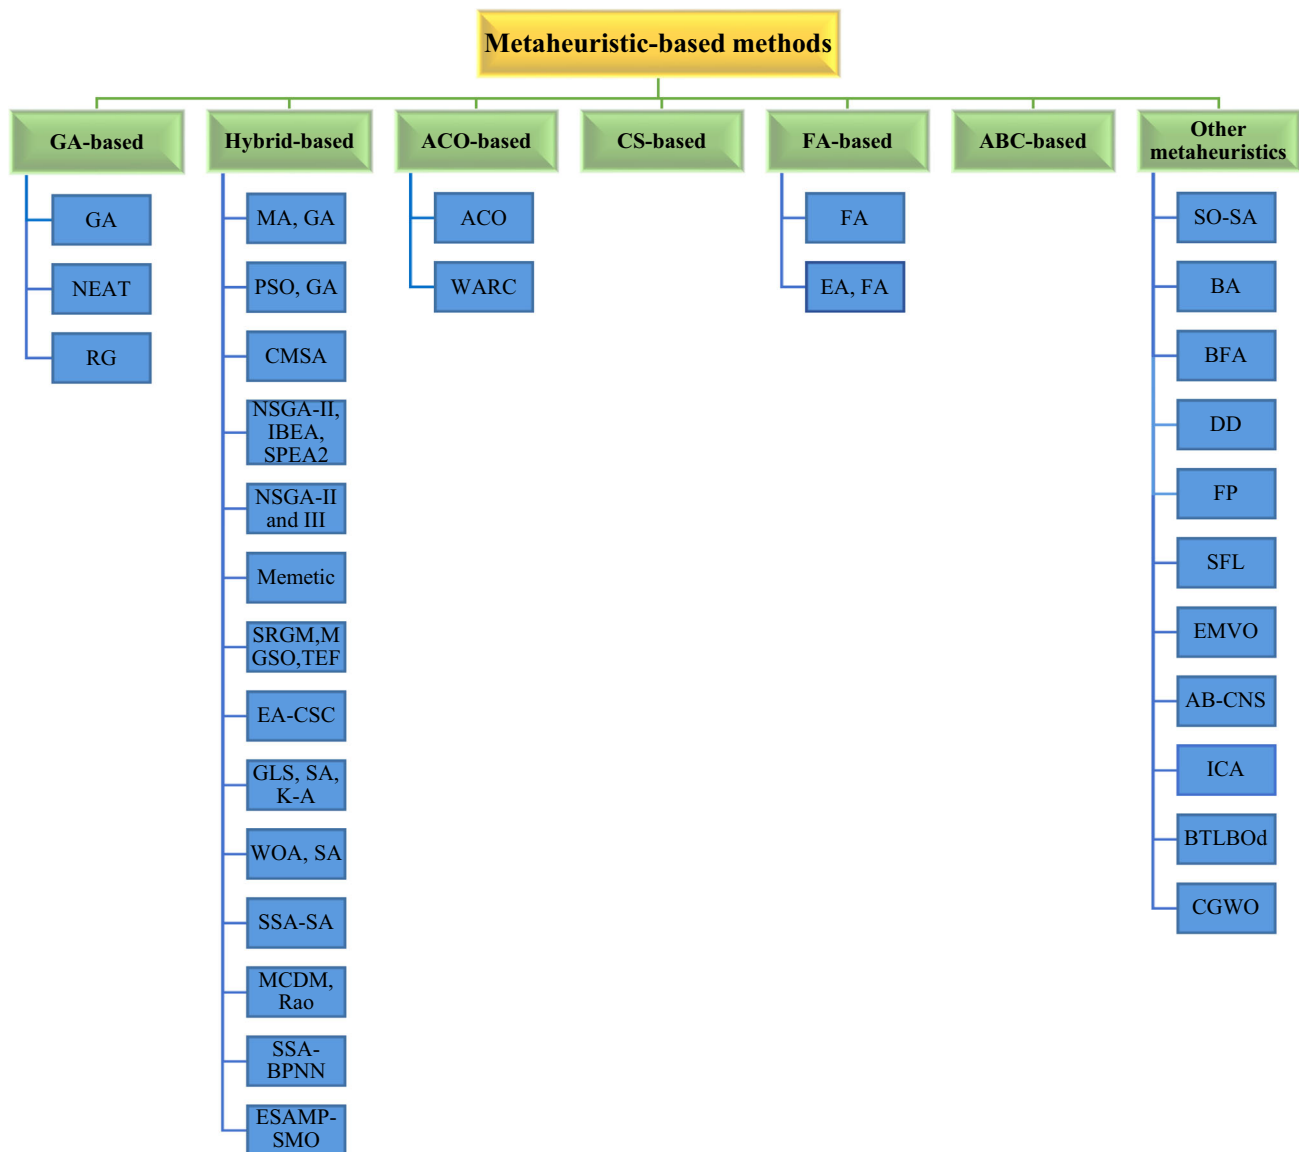 Metaheuristic-based methods
GA-based
Hybrid-based
ACO-based
CS-based
FA-based
ABC-based
Other
metaheuristics
GA
NEAT
RG
MA, GA
PSO, GA
CMSA
NSGA-II,
IBEA,
SPEA2
NSGA-II
and III
Memetic
SRGM,M
GSO,TEF
EA-CSC
GLS, SA,
K-A
WOA, SA
SSA-SA
MCDM,
Rao
SSA-
BPNN
ESAMP-
SMO
ACO
WARC
FA
EA, FA
SO-SA
BA
BFA
DD
FP
SFL
EMVO
AB-CNS
ICA
BTLBOd
CGWO